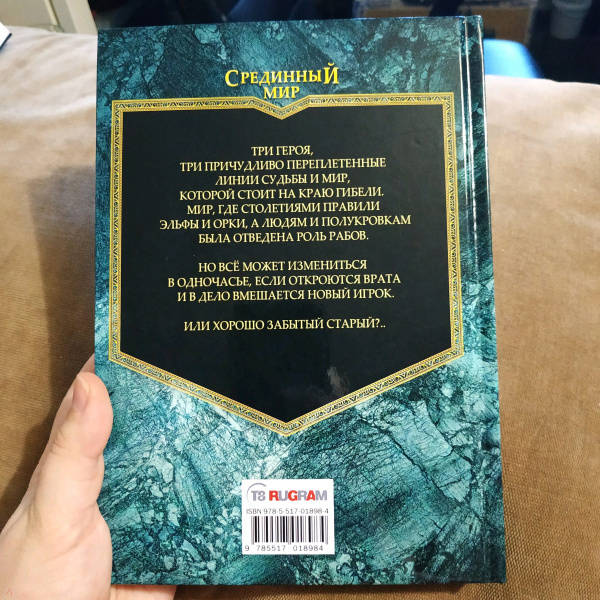 СРЕДИННЫЙ
МИР
ТРИ ГЕРОЯ,
ТРИ ПРИЧУДЛИВО ПЕРЕПЛЕТЕННЫЕ
ЛИНИИ СУДЬБЫ И МИР,
КОТОРОЙ СТОИТ НА КРАЮ ГИБЕЛИ.
МИР, ГДЕ СТОЛЕТИЯМИ ПРАВИЛИ
ЭЛЬФЫ И ОРКИ, А ЛЮДЯМ И ПОЛУКРОВКАМ
БЫЛА ОТВЕДЕНА РОЛЬ РАБОВ.
НО ВСЁ МОЖЕТ ИЗМЕНИТЬСЯ
В ОДНОЧАСЬЕ, ЕСЛИ ОТКРОЮТСЯ ВРАТА
И В ДЕЛО ВМЕШАЕТСЯ НОВЫЙ ИГРОК.
ИЛИ ХОРОШО ЗАБЫТЫЙ СТАРЫЙ?..
T8 RUGRAM
ISBN 978-5-517-01898-4
9 785517 018984